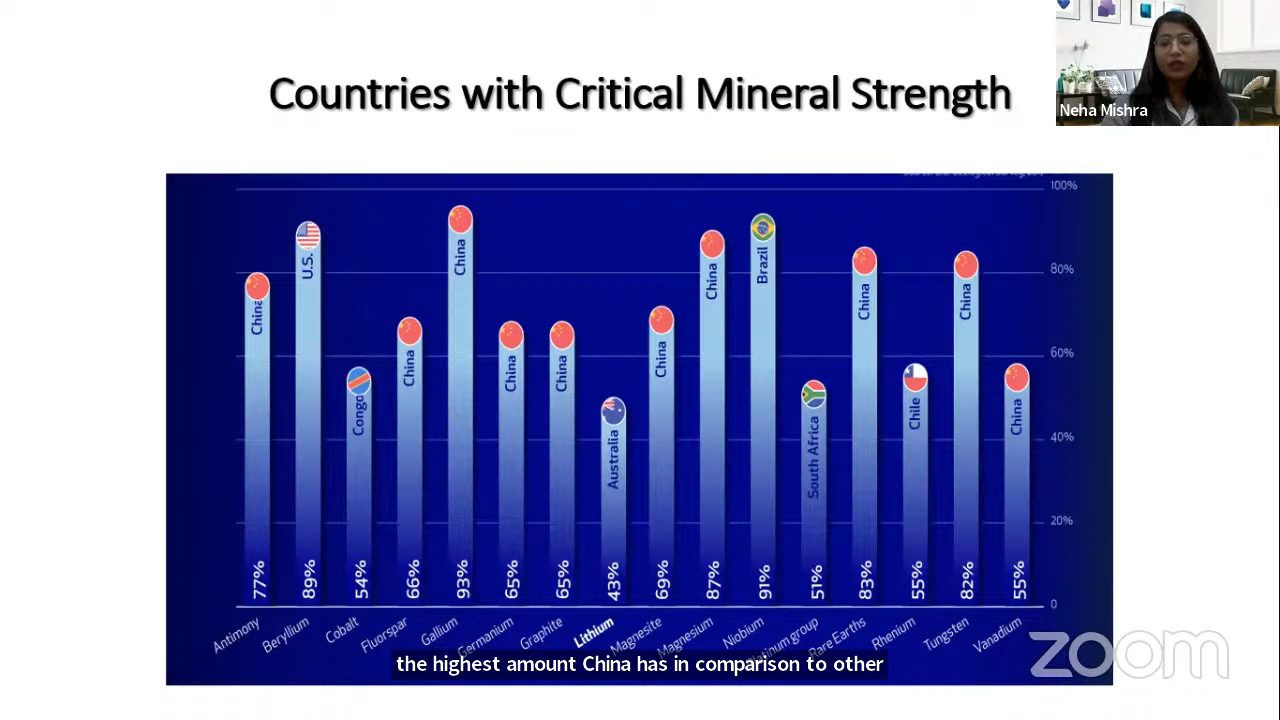 Countries with Critical Mineral Strength
Neha Mishra
100%
80%
60%
40%
20%
0
China
U.S.
Congo
China
China
China
China
Australia
China
China
Brazil
South Africa
China
Chile
China
China
77%
89%
54%
66%
93%
65%
65%
43%
69%
87%
91%
51%
83%
55%
82%
55%
Antimony
Beryllium
Cobalt
Fluorspar
Gallium
Germanium
Graphite
Lithium
Magnesite
Magnesium
Niobium
Platinum group
Rare Earths
Rhenium
Tungsten
Vanadium
the highest amount China has in comparison to other
zoom